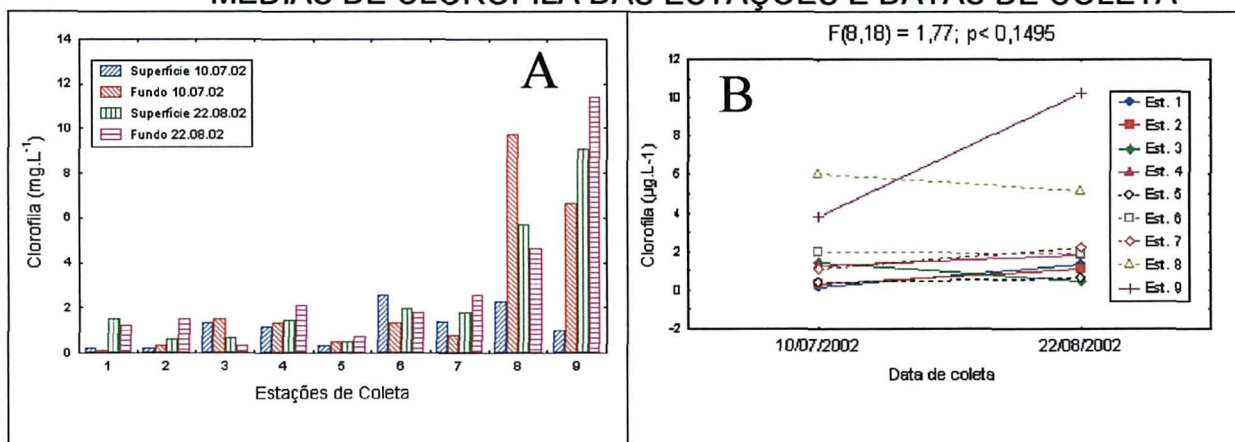 MÉDIAS DE CLOROFILA DAS ESTAÇÕES E DATAS DE COLETA
A
14
12
10
8
6
4
2
0
Clorofila (mg.L-1)
Superfície 10.07.02
Fundo 10.07.02
Superfície 22.08.02
Fundo 22.08.02
1 2 3 4 5 6 7 8 9
Estações de Coleta
F(8,18) = 1,77; p< 0,1495
B
12
10
8
6
4
2
0
-2
Clorofila (µg.L-1)
Est. 1
Est. 2
Est. 3
Est. 4
Est. 5
Est. 6
Est. 7
Est. 8
Est. 9
10/07/2002 22/08/2002
Data de coleta